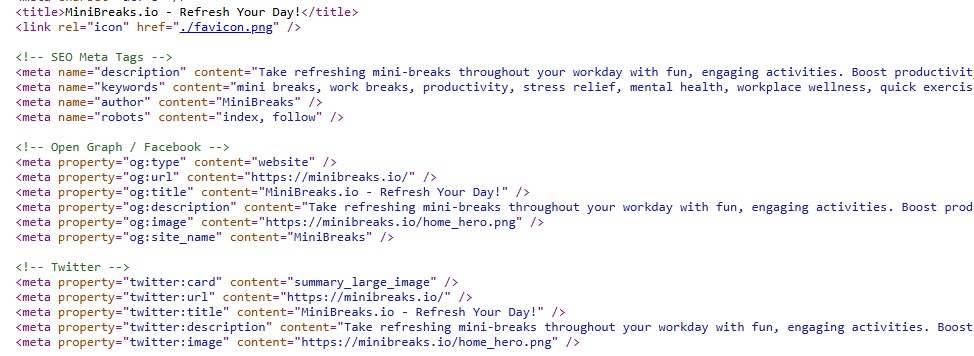 <title>MiniBreaks.io - Refresh Your Day!</title>
<link rel="icon" href="./favicon.png" />
<!-- SEO Meta Tags -->
<meta name="description" content="Take refreshing mini-breaks throughout your workday with fun, engaging activities. Boost
<meta name="keywords" content="mini breaks, work breaks, productivity, stress relief, mental health, workplace wellness, quick
<meta name="author" content="MiniBreaks" />
<meta name="robots" content="index, follow" />
<!-- Open Graph / Facebook -->
<meta property="og:type" content="website" />
<meta property="og:url" content="https://minibreaks.io/" />
<meta property="og:title" content="MiniBreaks.io - Refresh Your Day!" />
<meta property="og:description" content="Take refreshing mini-breaks throughout your workday with fun, engaging activities. Boost prod
<meta property="og:image" content="https://minibreaks.io/home_hero.png" />
<meta property="og:site_name" content="MiniBreaks" />
<!-- Twitter -->
<meta property="twitter:card" content="summary_large_image" />
<meta property="twitter:url" content="https://minibreaks.io/" />
<meta property="twitter:title" content="MiniBreaks.io - Refresh Your Day!" />
<meta property="twitter:description" content="Take refreshing mini-breaks throughout your workday with fun, engaging activities. Boost
<meta property="twitter:image" content="https://minibreaks.io/home_hero.png" />